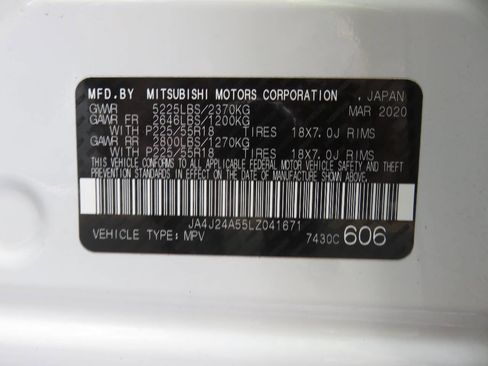 MFD.BY MITSUBISHI MOTORS CORPORATION , JAPAN
GVWR 5225LBS/2370KG MAR 2020
GAWR FR 2646LBS/1200KG
WITH P225/55R18 TIRES 18X7.0J RIMS
GAWR RR 2800LBS/1270KG
WITH P225/55R18 TIRES 18X7.0J RIMS
THIS VEHICLE CONFORMS TO ALL APPLICABLE FEDERAL MOTOR VEHICLE SAFETY AND THEFT
PREVENTION STANDARDS IN EFFECT ON THE DATE OF MANUFACTURE SHOWN ABOVE.
JA4J24A55LZ041671
VEHICLE TYPE: MPV 7430C 606